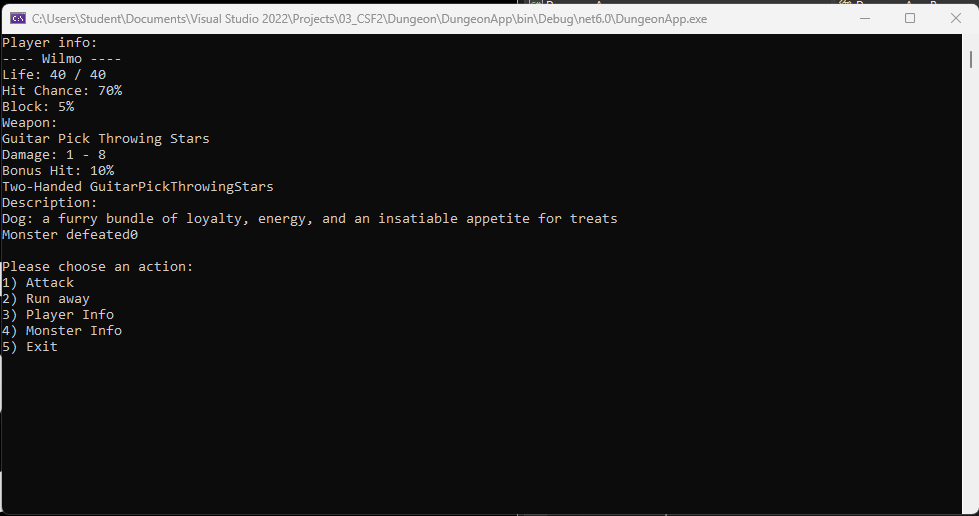 C:\Users\Student\Documents\Visual Studio 2022\Projects\03_CSF2\Dungeon\DungeonApp\bin\Debug\net6.0\DungeonApp.exe
Player info:
---- Wilmo ----
Life: 40 / 40
Hit Chance: 70%
Block: 5%
Weapon:
Guitar Pick Throwing Stars
Damage: 1 - 8
Bonus Hit: 10%
Two-Handed GuitarPickThrowingStars
Description:
Dog: a furry bundle of loyalty, energy, and an insatiable appetite for treats
Monster defeated0
Please choose an action:
1) Attack
2) Run away
3) Player Info
4) Monster Info
5) Exit